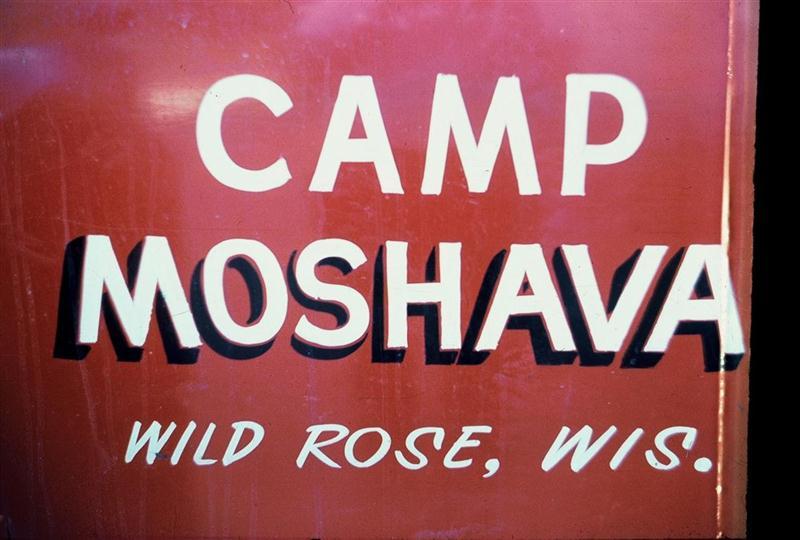 CAMP
MOSHAVA
WILD ROSE, WIS.